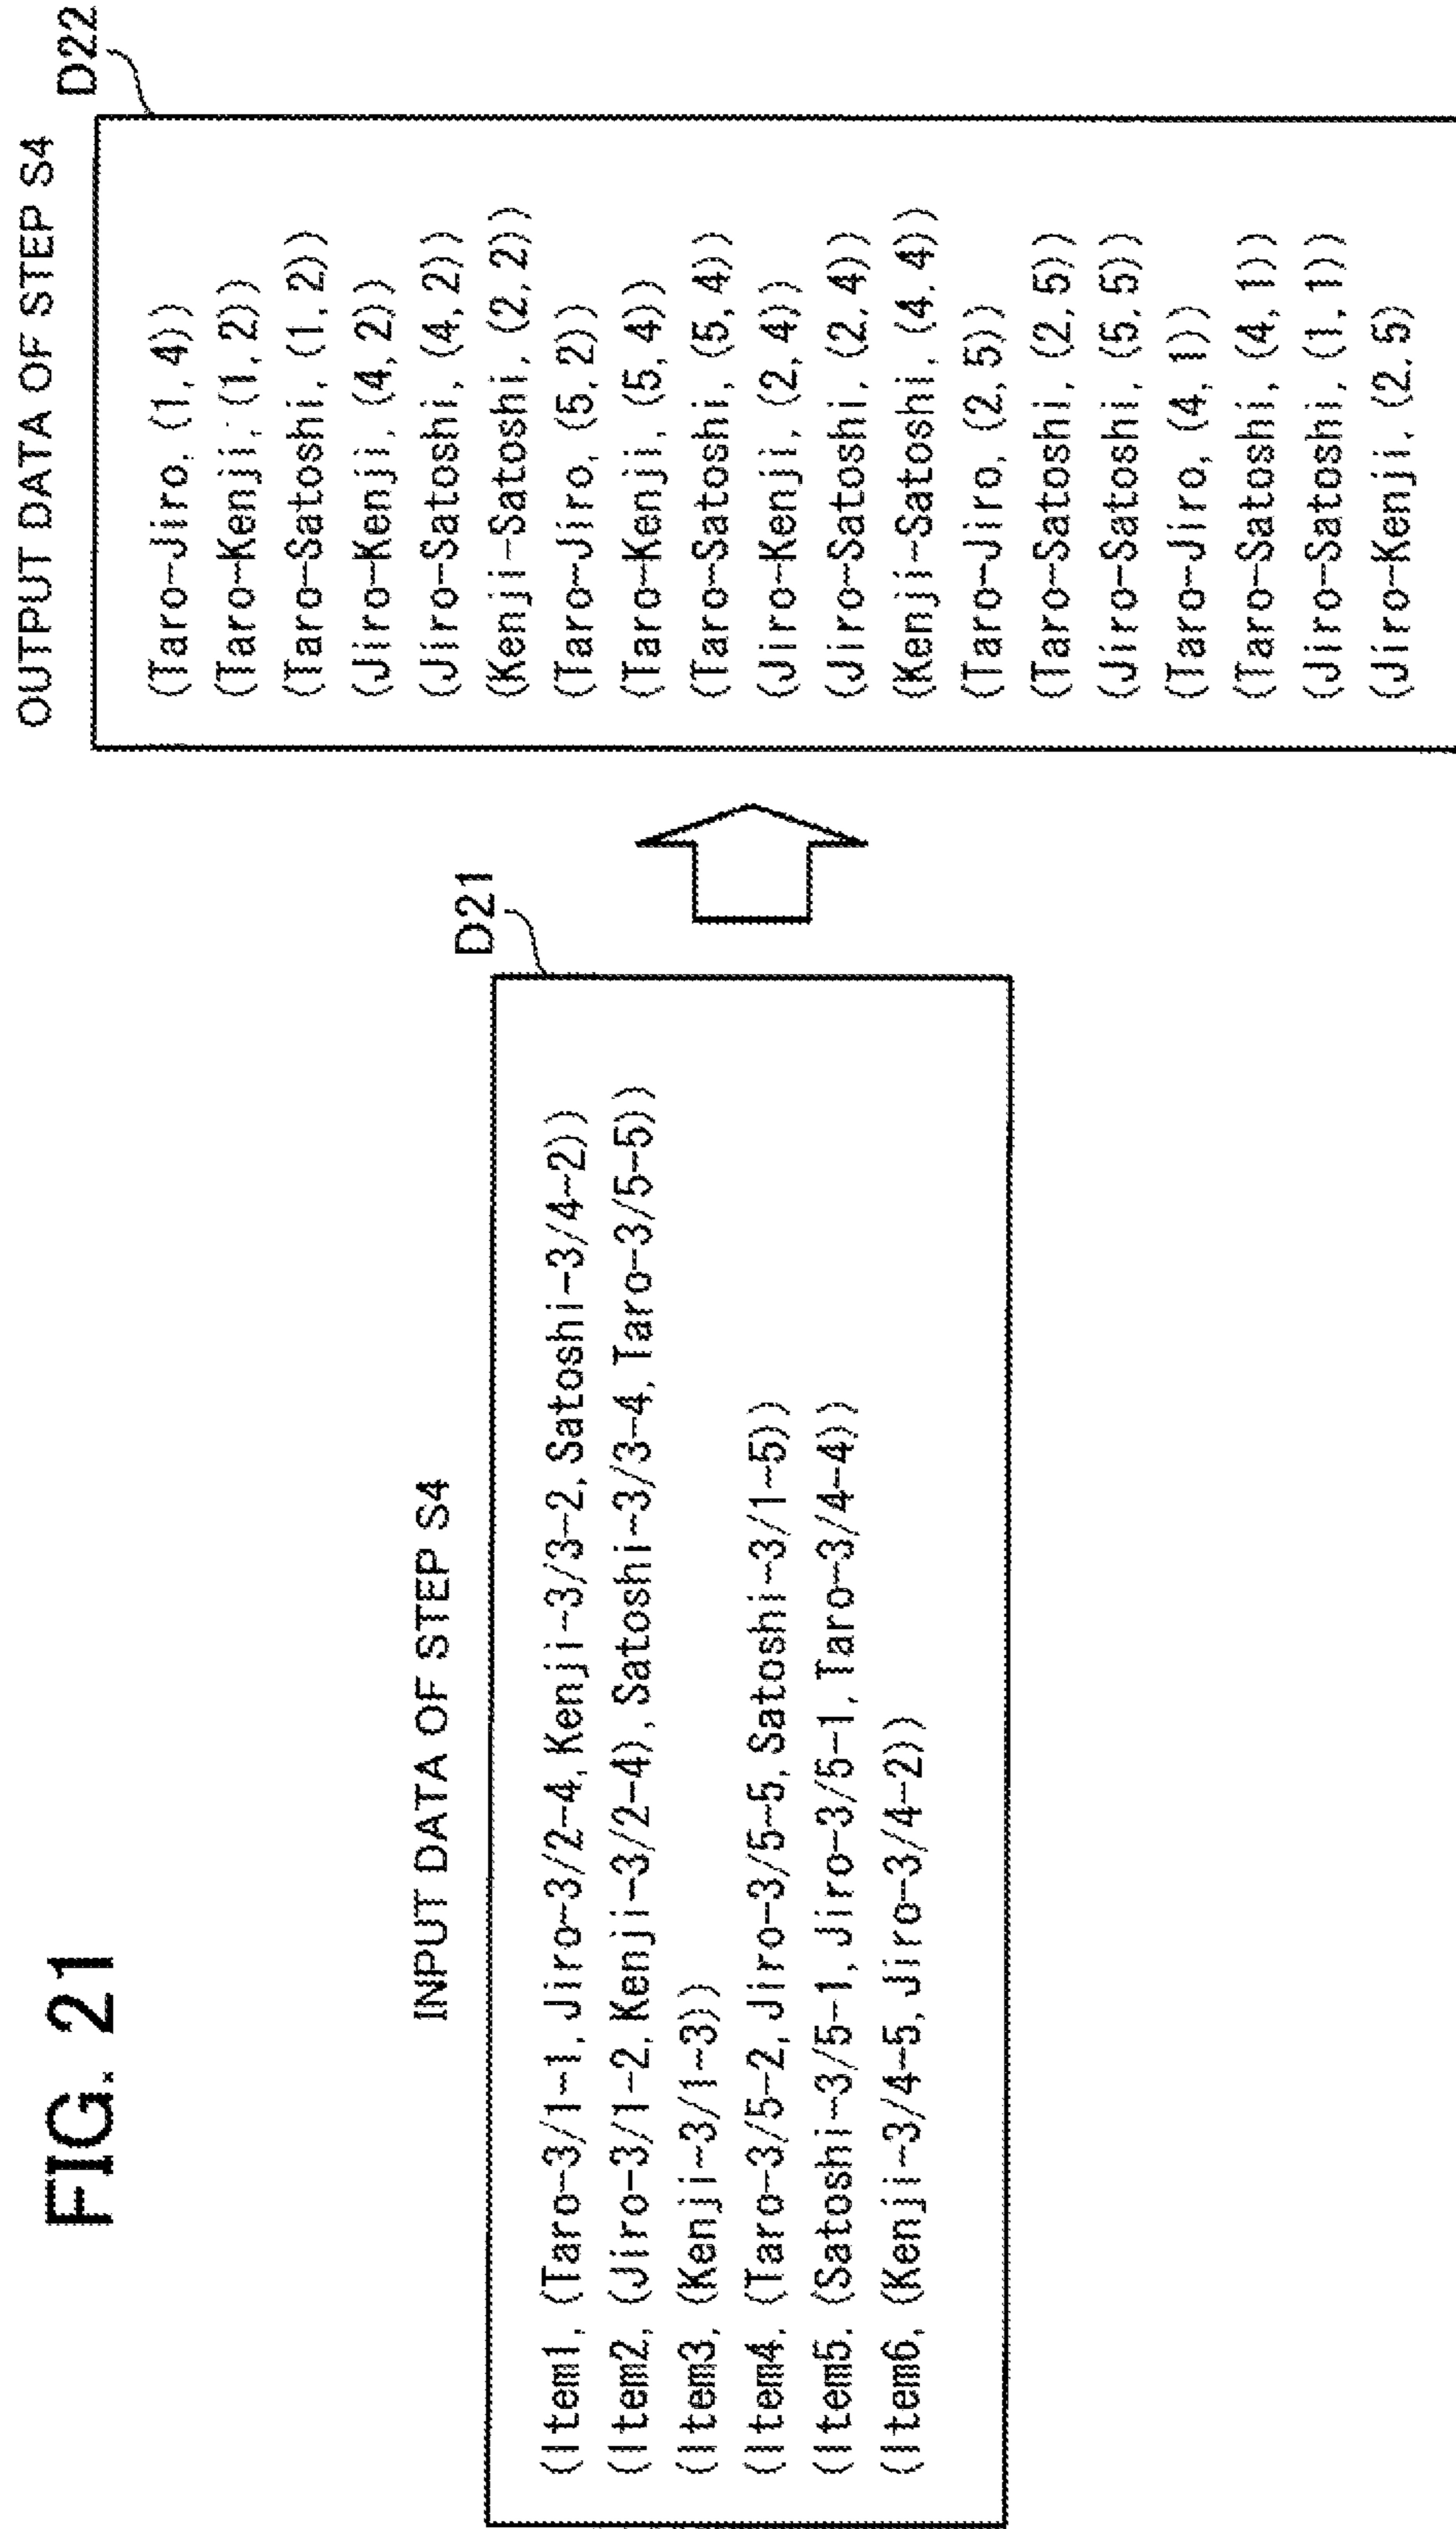 FIG. 21
INPUT DATA OF STEP S4
D21
(Item1, (Taro-3/1-1, Jiro-3/2-4, Kenji-3/3-2, Satoshi-3/4-2))
(Item2, (Jiro-3/1-2, Kenji-3/2-4), Satoshi-3/3-4, Taro-3/5-5))
(Item3, (Kenji-3/1-3))
(Item4, (Taro-3/5-2, Jiro-3/5-5, Satoshi-3/1-5))
(Item5, (Satoshi-3/5-1, Jiro-3/5-1, Taro-3/4-4))
(Item6, (Kenji-3/4-5, Jiro-3/4-2))
OUTPUT DATA OF STEP S4
D22
(Taro-Jiro, (1, 4))
(Taro-Kenji, (1, 2))
(Taro-Satoshi, (1, 2))
(Jiro-Kenji, (4, 2))
(Jiro-Satoshi, (4, 2))
(Kenji-Satoshi, (2, 2))
(Taro-Jiro, (5, 2))
(Taro-Kenji, (5, 4))
(Taro-Satoshi, (5, 4))
(Jiro-Kenji, (2, 4))
(Jiro-Satoshi, (2, 4))
(Kenji-Satoshi, (4, 4))
(Taro-Jiro, (2, 5))
(Taro-Satoshi, (2, 5))
(Jiro-Satoshi, (5, 5))
(Taro-Jiro, (4, 1))
(Taro-Satoshi, (4, 1))
(Jiro-Satoshi, (1, 1))
(Jiro-Kenji, (2, 5)